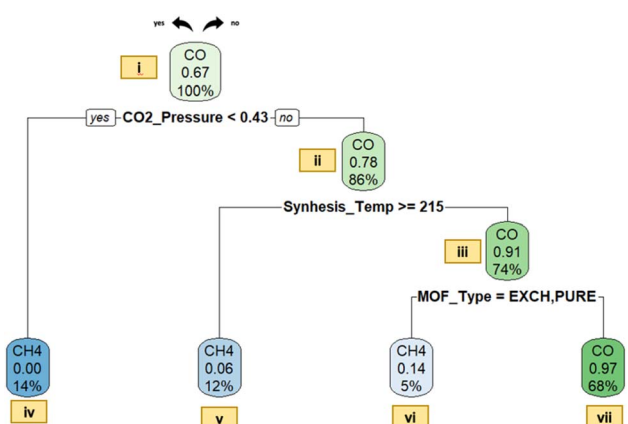 yes no
i
CO
0.67
100%
yes CO2_Pressure < 0.43 no
ii
CO
0.78
86%
Synhesis_Temp >= 215
iii
CO
0.91
74%
MOF_Type = EXCH,PURE
CH4
0.00
14%
iv
CH4
0.06
12%
v
CH4
0.14
5%
vi
CO
0.97
68%
vii